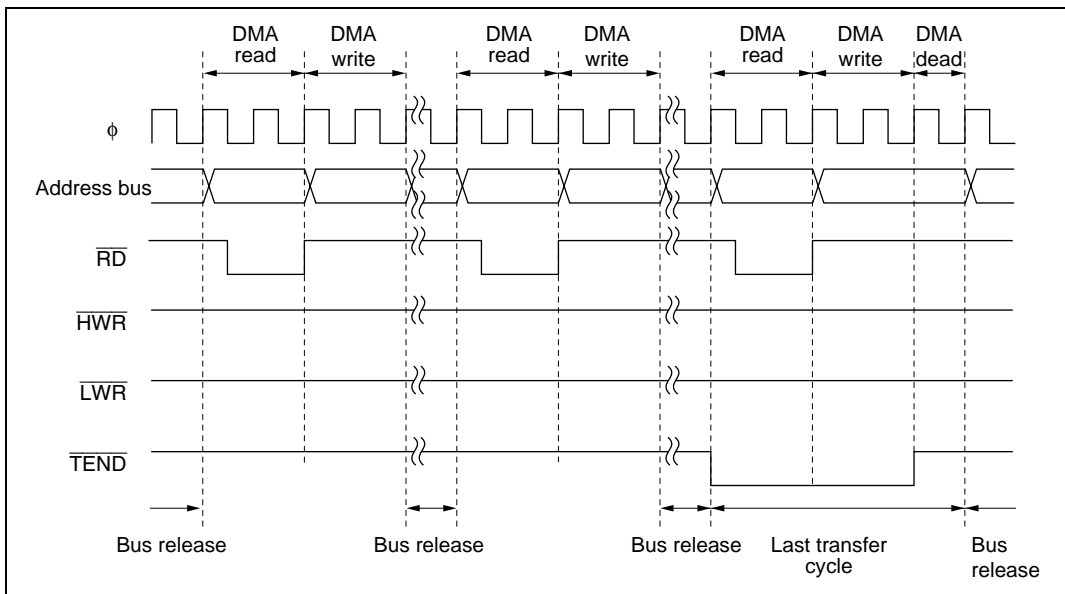 DMA read
DMA write
DMA read
DMA write
DMA read
DMA write
DMA dead
ϕ
Address bus
RD
HWR
LWR
TEND
Bus release
Bus release
Bus release
Last transfer cycle
Bus release